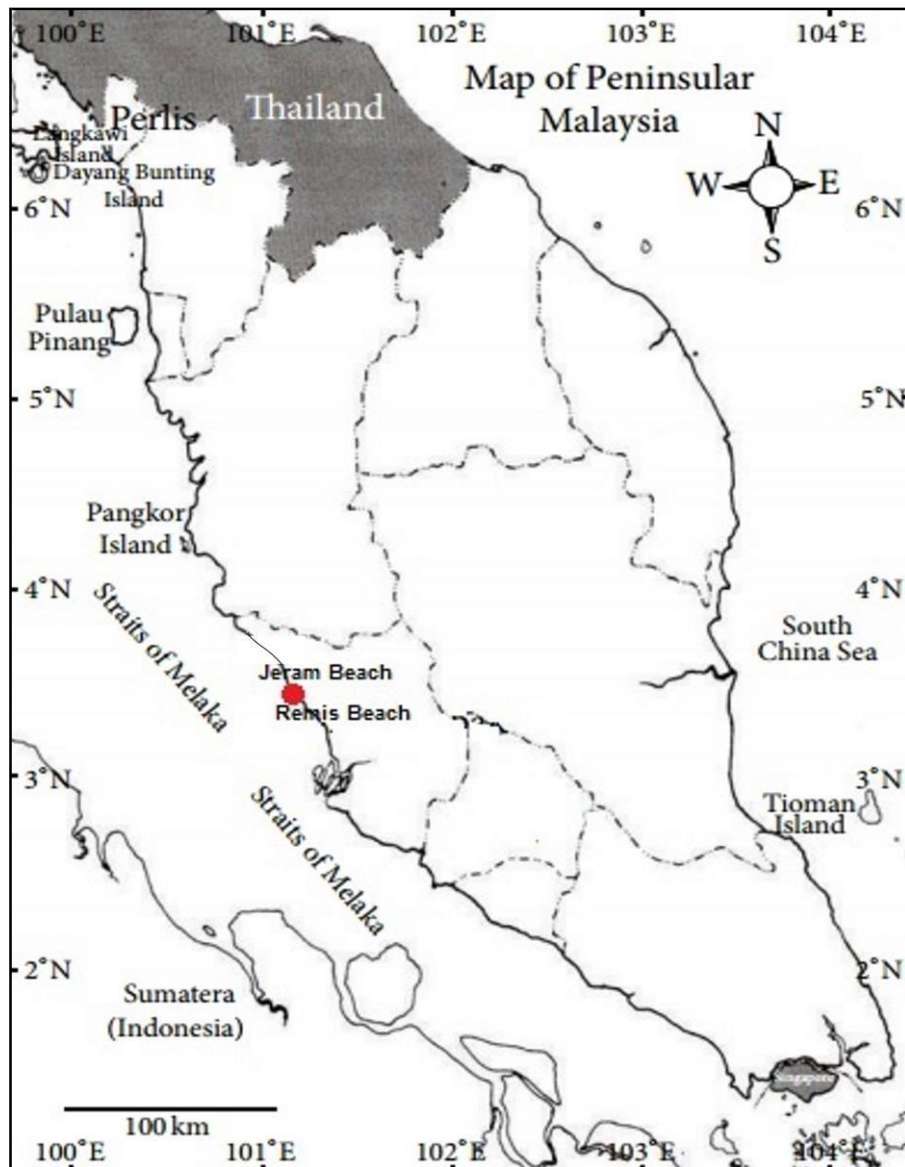 100°E 101°E 102°E 103°E 104°E
Map of Peninsular
Malaysia
Thailand
Perlis
Langkawi
Island
Dayang Bunting
Island
N
W E
S
6°N 6°N
Pulau
Pinang
5°N 5°N
Pangkor
Island
4°N 4°N
Straits of Melaka
South
China Sea
Jeram Beach
Remis Beach
3°N 3°N
Straits of Melaka
Tioman
Island
2°N 2°N
Sumatera
(Indonesia)
Singapore
100 km
100°E 101°E 102°E 103°E 104°E